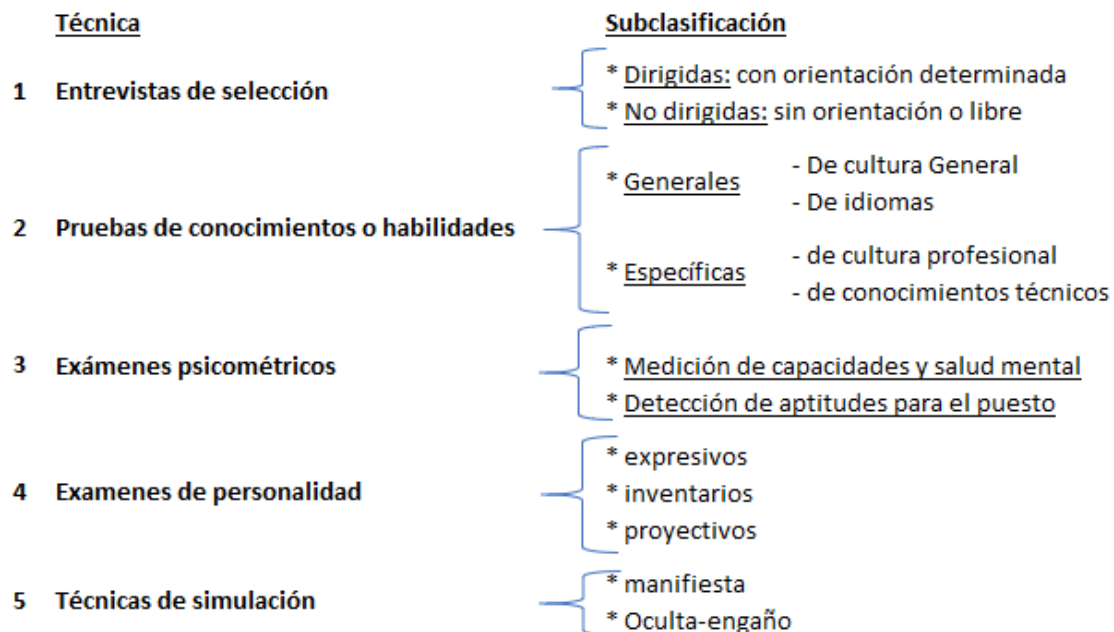 Técnica Subclasificación
1 Entrevistas de selección
* Dirigidas: con orientación determinada
* No dirigidas: sin orientación o libre
2 Pruebas de conocimientos o habilidades
* Generales
- De cultura General
- De idiomas
* Específicas
- de cultura profesional
- de conocimientos técnicos
3 Exámenes psicométricos
* Medición de capacidades y salud mental
* Detección de aptitudes para el puesto
4 Examenes de personalidad
* expresivos
* inventarios
* proyectivos
5 Técnicas de simulación
* manifiesta
* Oculta-engaño